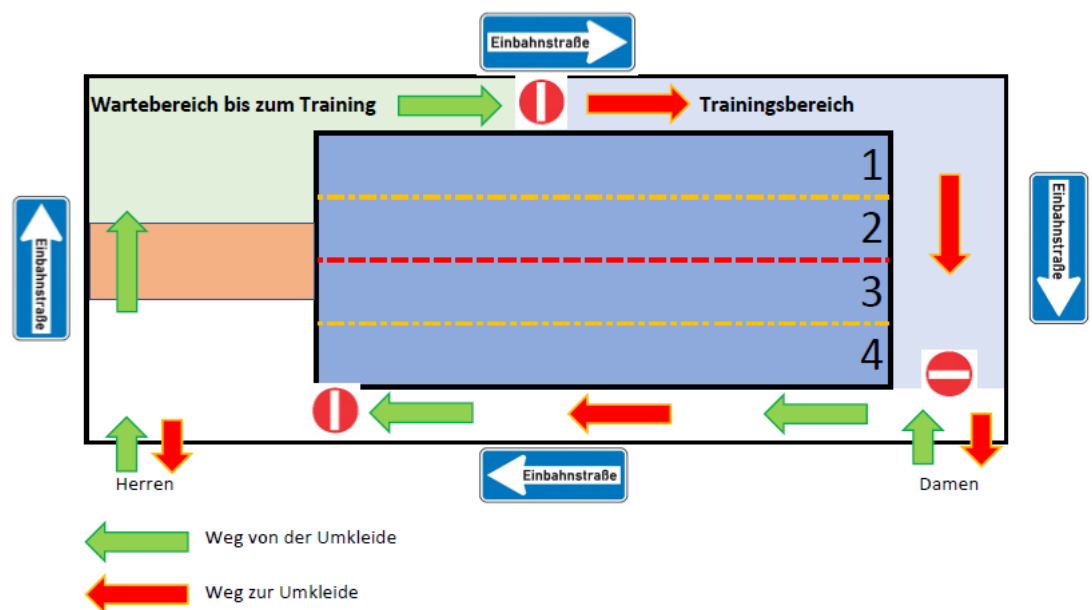 Einbahnstraße
Wartebereich bis zum Training
Trainingsbereich
1
Einbahnstraße
Einbahnstraße
2
3
4
Einbahnstraße
Herren
Damen
Weg von der Umkleide
Weg zur Umkleide